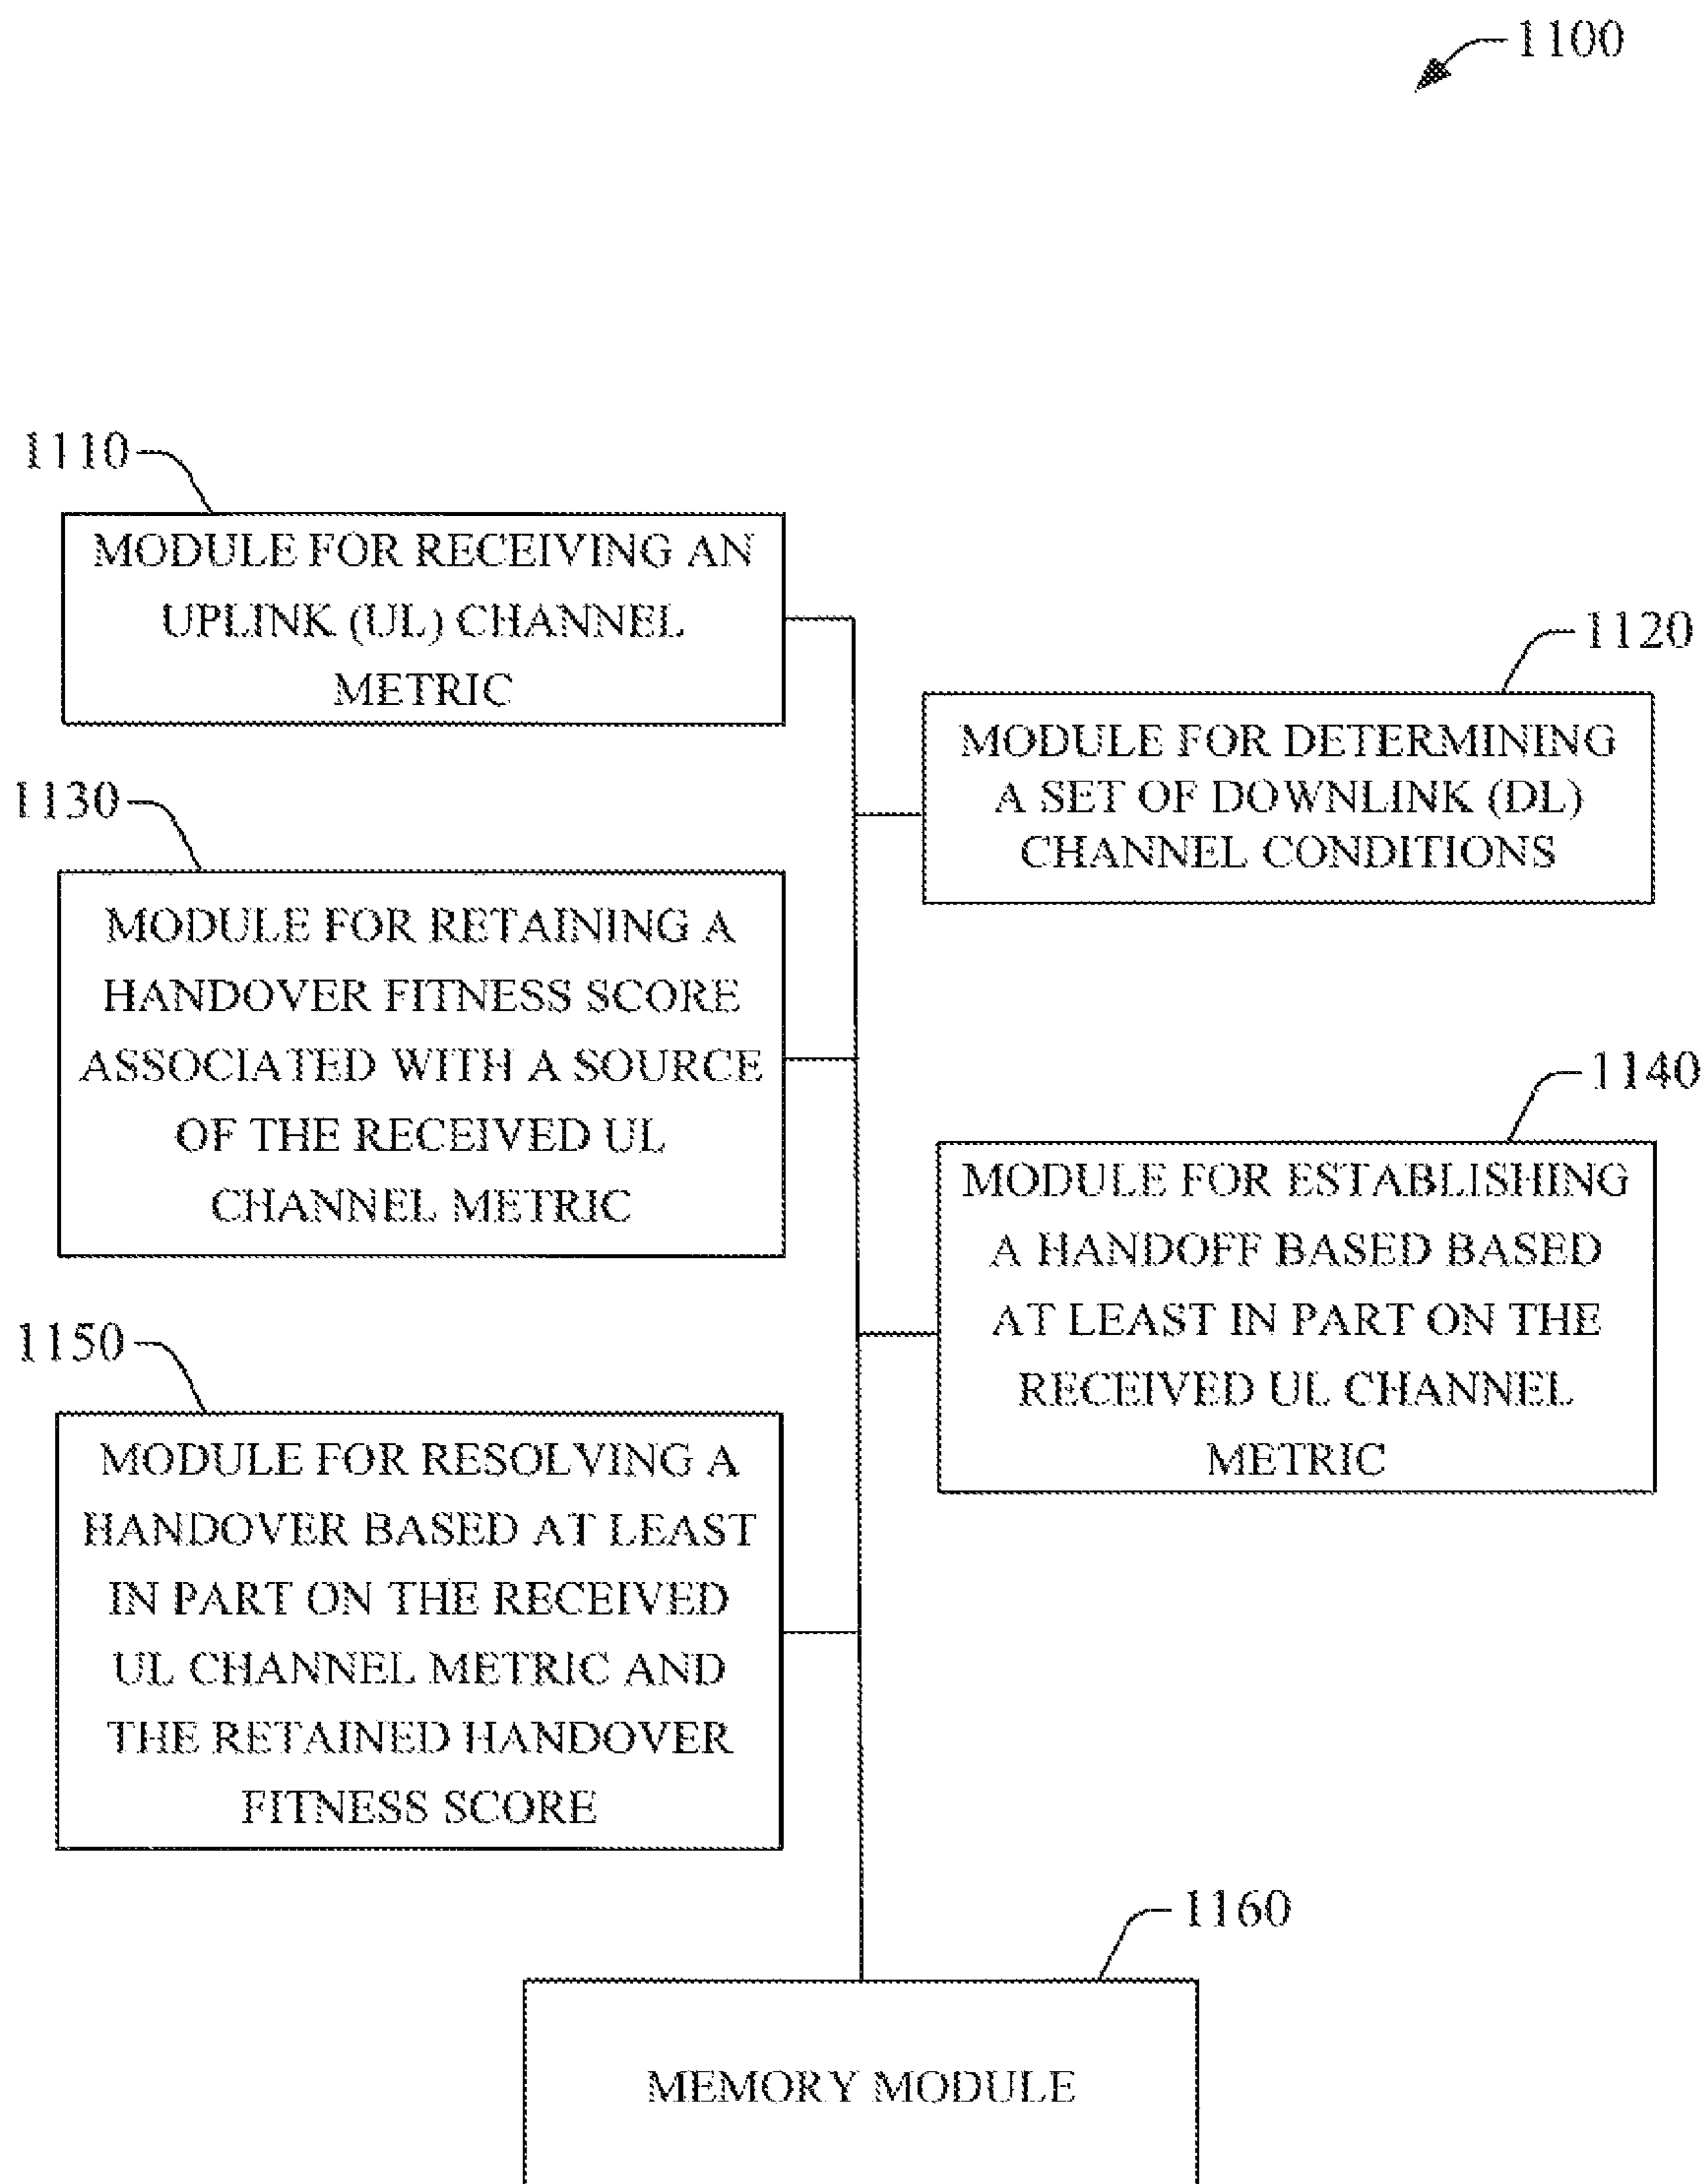 1100
1110
MODULE FOR RECEIVING AN
UPLINK (UL) CHANNEL
METRIC
1120
MODULE FOR DETERMINING
A SET OF DOWNLINK (DL)
CHANNEL CONDITIONS
1130
MODULE FOR RETAINING A
HANDOVER FITNESS SCORE
ASSOCIATED WITH A SOURCE
OF THE RECEIVED UL
CHANNEL METRIC
1140
MODULE FOR ESTABLISHING
A HANDOFF BASED BASED
AT LEAST IN PART ON THE
RECEIVED UL CHANNEL
METRIC
1150
MODULE FOR RESOLVING A
HANDOVER BASED AT LEAST
IN PART ON THE RECEIVED
UL CHANNEL METRIC AND
THE RETAINED HANDOVER
FITNESS SCORE
1160
MEMORY MODULE